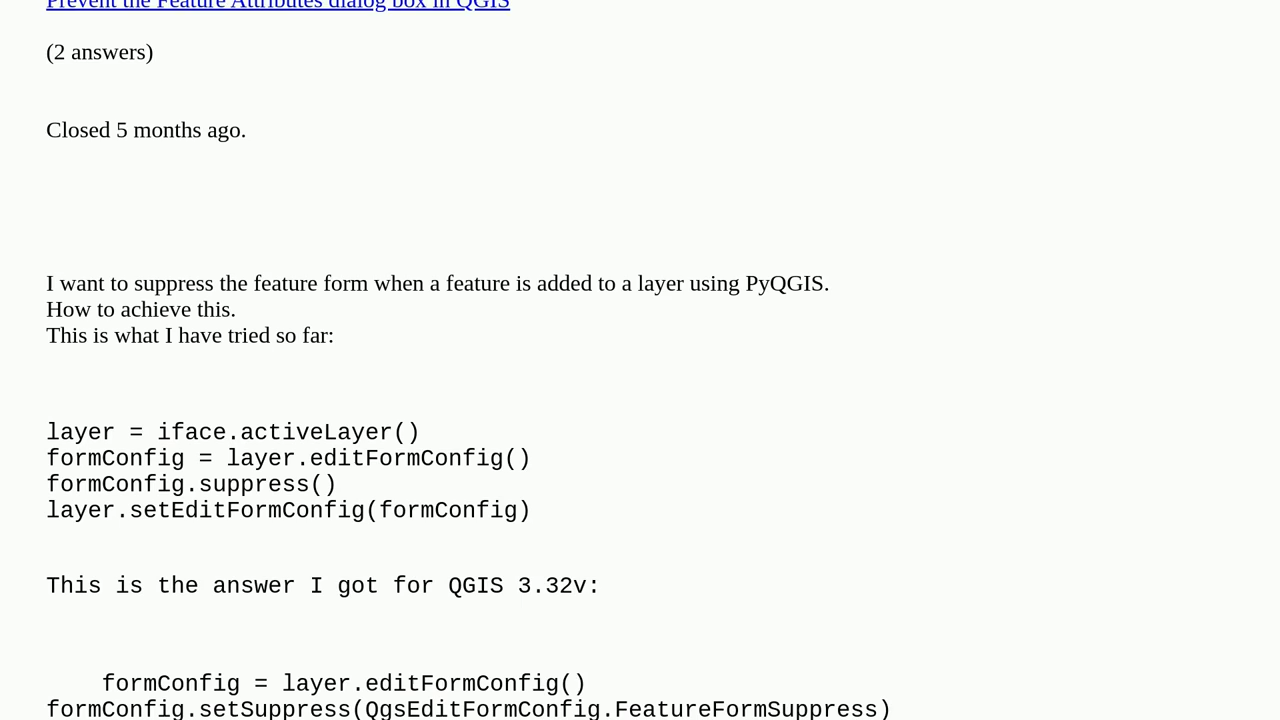 Prevent the Feature Attributes dialog box in QGIS
(2 answers)
Closed 5 months ago.
I want to suppress the feature form when a feature is added to a layer using PyQGIS.
How to achieve this.
This is what I have tried so far:
layer = iface.activeLayer()
formConfig = layer.editFormConfig()
formConfig.suppress()
layer.setEditFormConfig(formConfig)
This is the answer I got for QGIS 3.32v:
    formConfig = layer.editFormConfig()
formConfig.setSuppress(QgsEditFormConfig.FeatureFormSuppress)